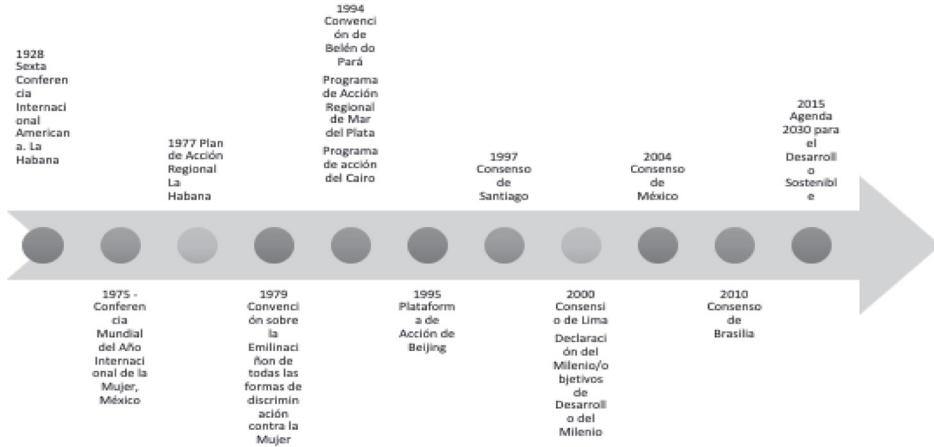 1928
Sexta
Conferen
cia
Internaci
onal
American
a. La
Habana
1975 -
Conferen
cia
Mundial
del Año
Internaci
onal de la
Mujer,
México
1977 Plan
de Acción
Regional
La
Habana
1979
Convenci
ón sobre
la
Emilinaci
ñon de
todas las
formas de
discrimin
ación
contra la
Mujer
1994
Convenci
ón de
Belén do
Pará
Programa
de Acción
Regional
de Mar
del Plata
Programa
de acción
del Cairo
1995
Plataform
a de
Acción de
Beijing
1997
Consenso
de
Santiago
2000
Consensi
o de Lima
Declaraci
ón del
Milenio/o
bjetivos
de
Desarroll
o del
Milenio
2004
Consenso
de
México
2010
Consenso
de
Brasilia
2015
Agenda
2030 para
el
Desarroll
o
Sostenibl
e